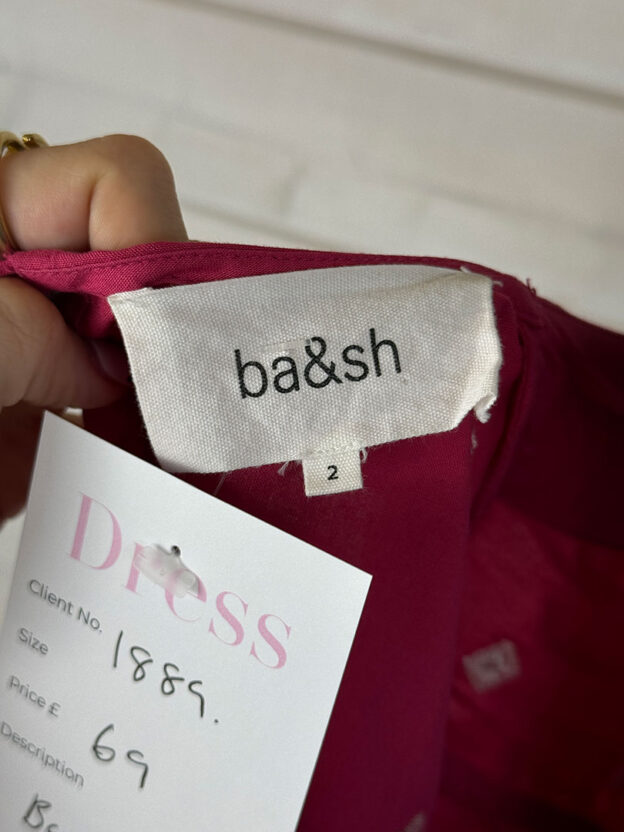 ba&sh
2
Dress
Client No. 1889.
Size
Price £ 69
Description